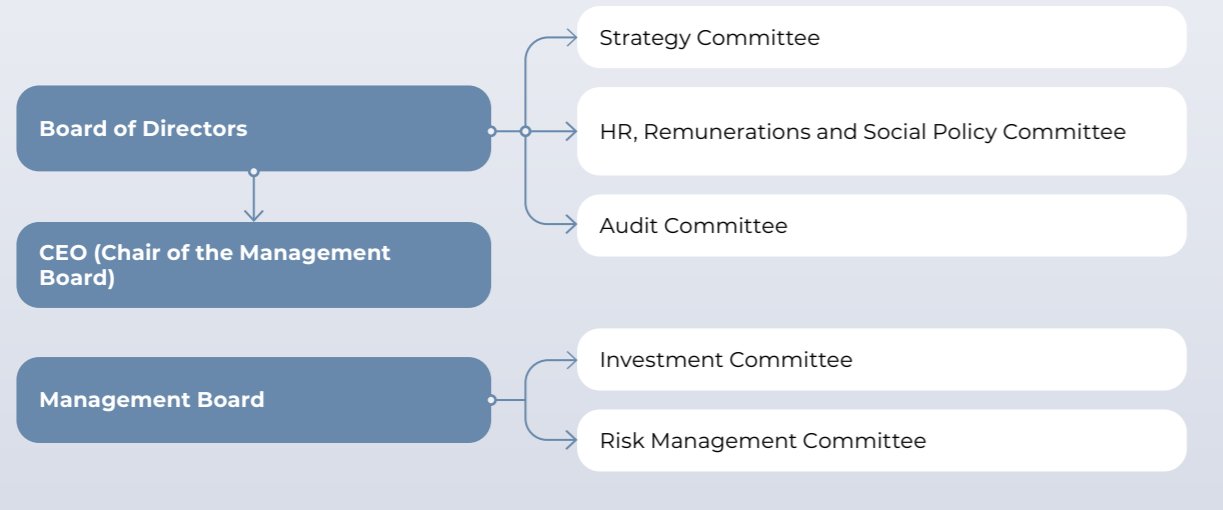 Strategy Committee
Board of Directors
HR, Remunerations and Social Policy Committee
Audit Committee
CEO (Chair of the Management
Board)
Investment Committee
Management Board
Risk Management Committee